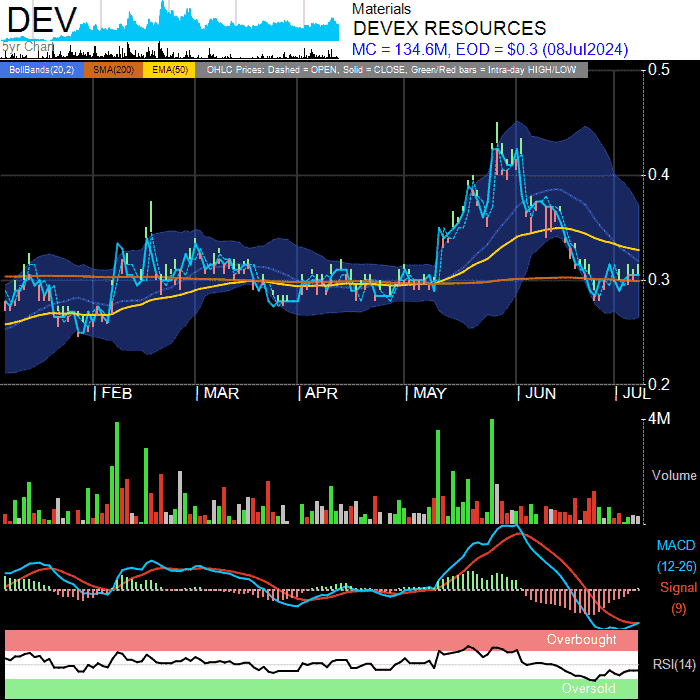 DEV
5yr Chart
Materials
DEVEX RESOURCES
MC = 134.6M, EOD = $0.3 (08Jul2024)
BollBands(20,2) SMA(200) EMA(50) OHLC Prices: Dashed = OPEN, Solid = CLOSE, Green/Red bars = Intra-day HIGH/LOW
0.5
0.4
0.3
0.2
FEB MAR APR MAY JUN JUL
4M
Volume
MACD
(12-26)
Signal
(9)
Overbought
RSI(14)
Oversold